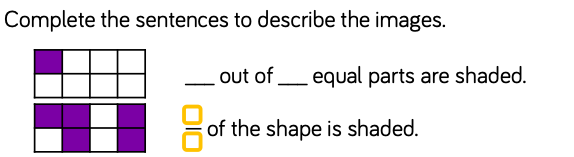 Complete the sentences to describe the images.
___ out of ___ equal parts are shaded.
of the shape is shaded.